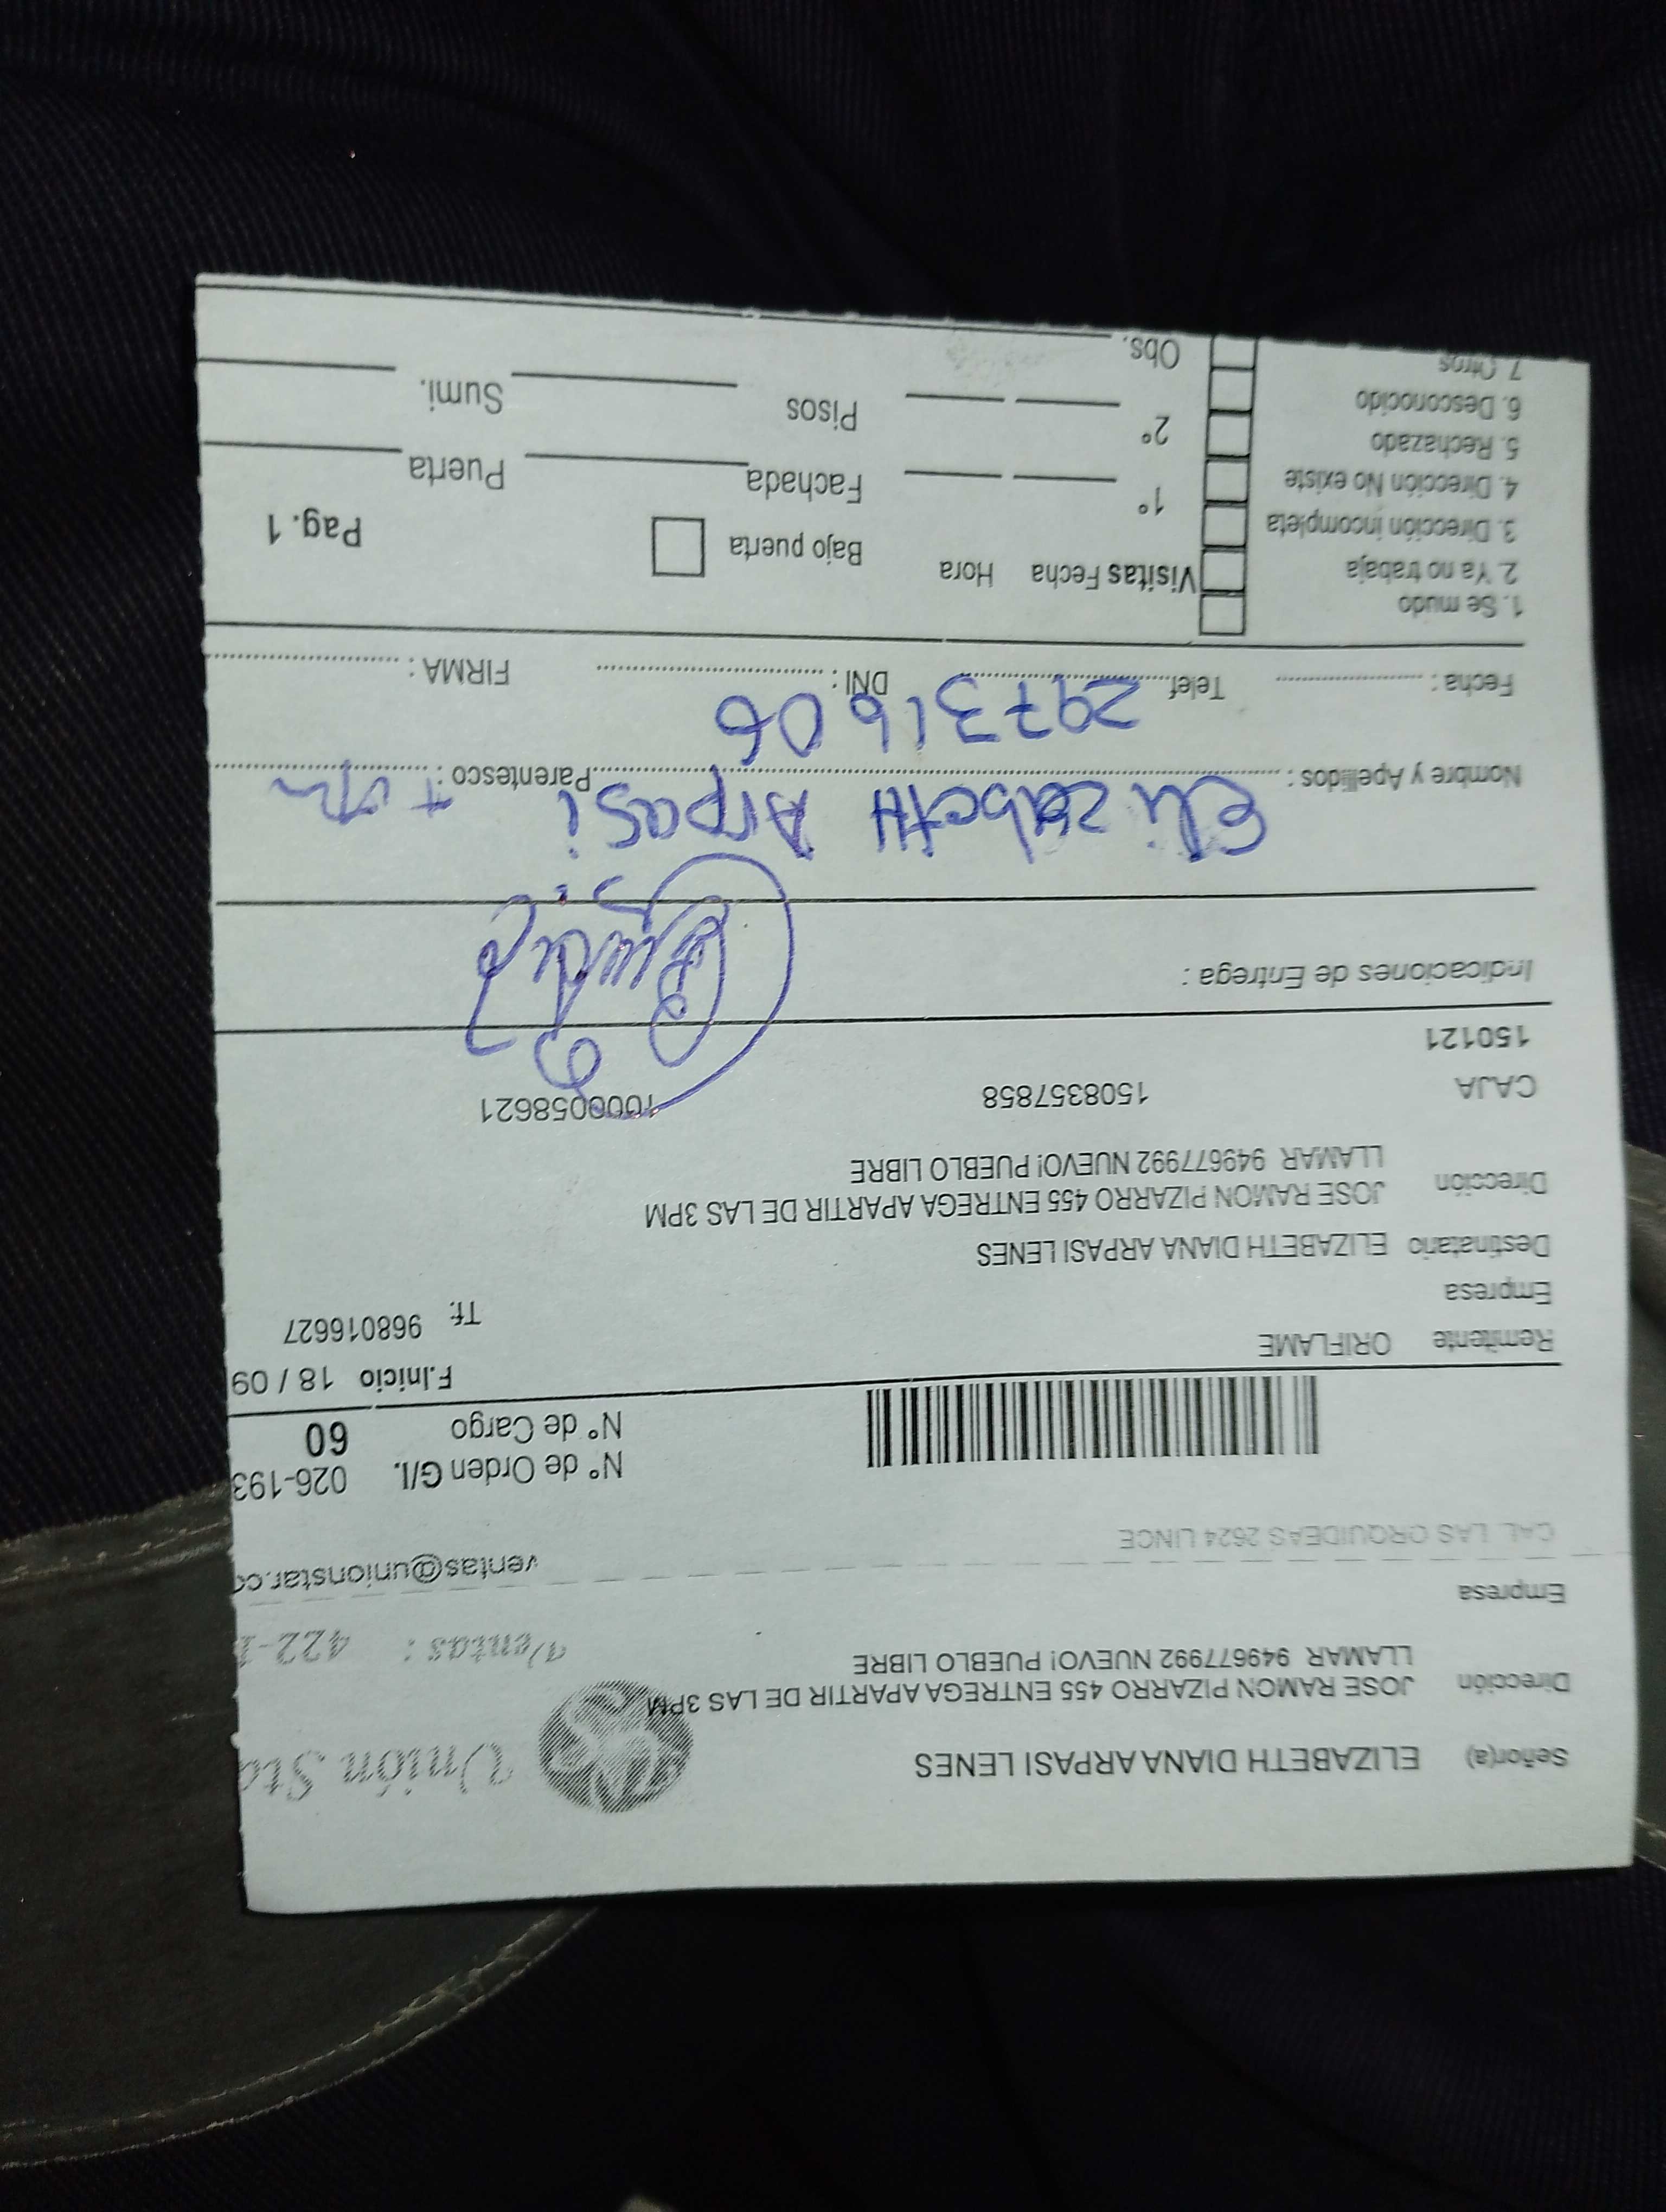 Señor(a) ELIZABETH DIANA ARPASI LENES
Unión Sta
Dirección JOSE RAMON PIZARRO 455 ENTREGA APARTIR DE LAS 3PM
LLAMAR 949677992 NUEVO! PUEBLO LIBRE
Ventas : 422-1
Empresa
ventas@unionstar.co
CAL. LAS ORQUIDEAS 2624 LINCE
N° de Orden G/I. 026-193
N° de Cargo 60
F.Inicio 18 / 09
Remitente ORIFLAME
Tf: 968016627
Empresa
Destinatario ELIZABETH DIANA ARPASI LENES
Dirección JOSE RAMON PIZARRO 455 ENTREGA APARTIR DE LAS 3PM
LLAMAR 949677992 NUEVO! PUEBLO LIBRE
CAJA 1508357858 1000058621
150121
Indicaciones de Entrega :
Elizabeth Arpasi
Nombre y Apellidos : Parentesco :
29731606
Fecha : Telef. DNI : FIRMA :
1. Se mudo
2. Ya no trabaja
3. Dirección incompleta
4. Dirección No existe
5. Rechazado
6. Desconocido
7. Otros
Visitas Fecha Hora
1°
2°
Obs.
Bajo puerta
Pag. 1
Fachada Puerta
Pisos Sumi.